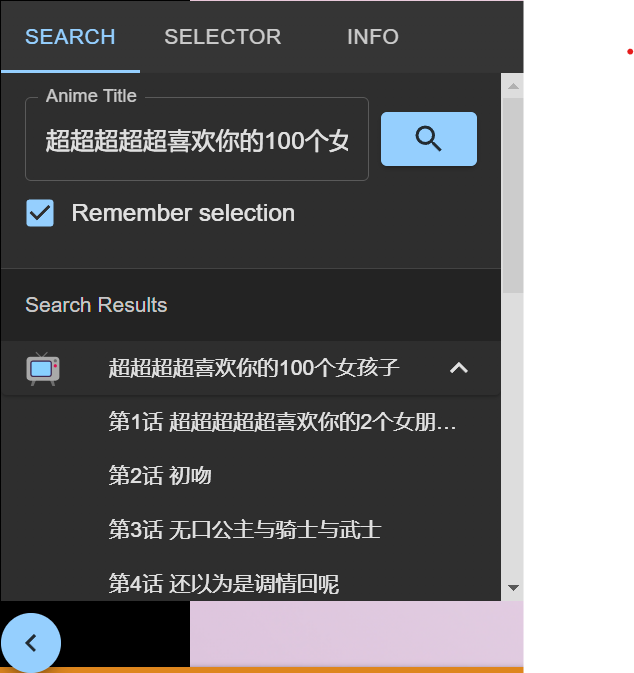 SEARCH SELECTOR INFO
Anime Title
超超超超超喜欢你的100个女
Remember selection
Search Results
超超超超喜欢你的100个女孩子
第1话 超超超超超喜欢你的2个女朋…
第2话 初吻
第3话 无口公主与骑士与武士
第4话 还以为是调情回呢